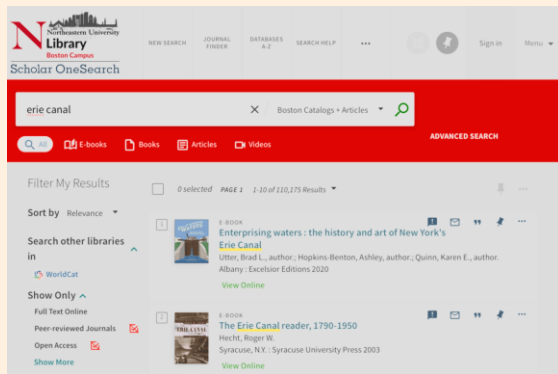 Northeastern University
Library
Boston Campus
Scholar OneSearch
NEW SEARCH
JOURNAL FINDER
DATABASES A-Z
SEARCH HELP
•••
Sign in
Menu
erie canal
Boston Catalogs + Articles
ADVANCED SEARCH
All
E-books
Books
Articles
Videos
Filter My Results
0 selected PAGE 1 1-10 of 110,175 Results
Sort by Relevance
Search other libraries
in
WorldCat
Show Only
Full Text Online
Peer-reviewed Journals
Open Access
Show More
1
E-BOOK
Enterprising waters : the history and art of New York's
Erie Canal
Utter, Brad L., author.; Hopkins-Benton, Ashley, author.; Quinn, Karen E., author.
Albany : Excelsior Editions 2020
View Online
2
ERIE CANAL
E-BOOK
The Erie Canal reader, 1790-1950
Hecht, Roger W.
Syracuse, N.Y. : Syracuse University Press 2003
View Online